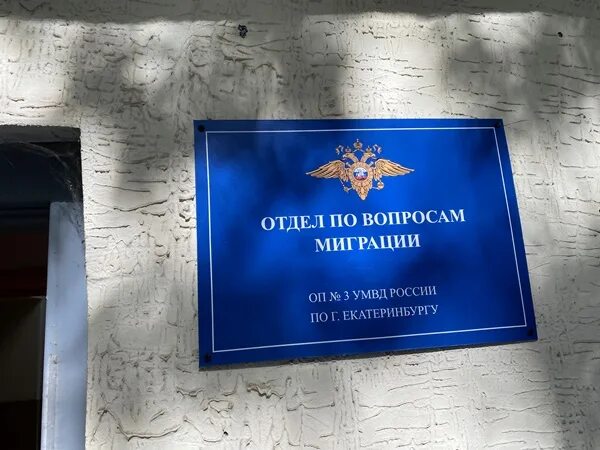 ОТДЕЛ ПО ВОПРОСАМ
МИГРАЦИИ
ОП № 3 УМВД РОССИИ
ПО Г. ЕКАТЕРИНБУРГУ